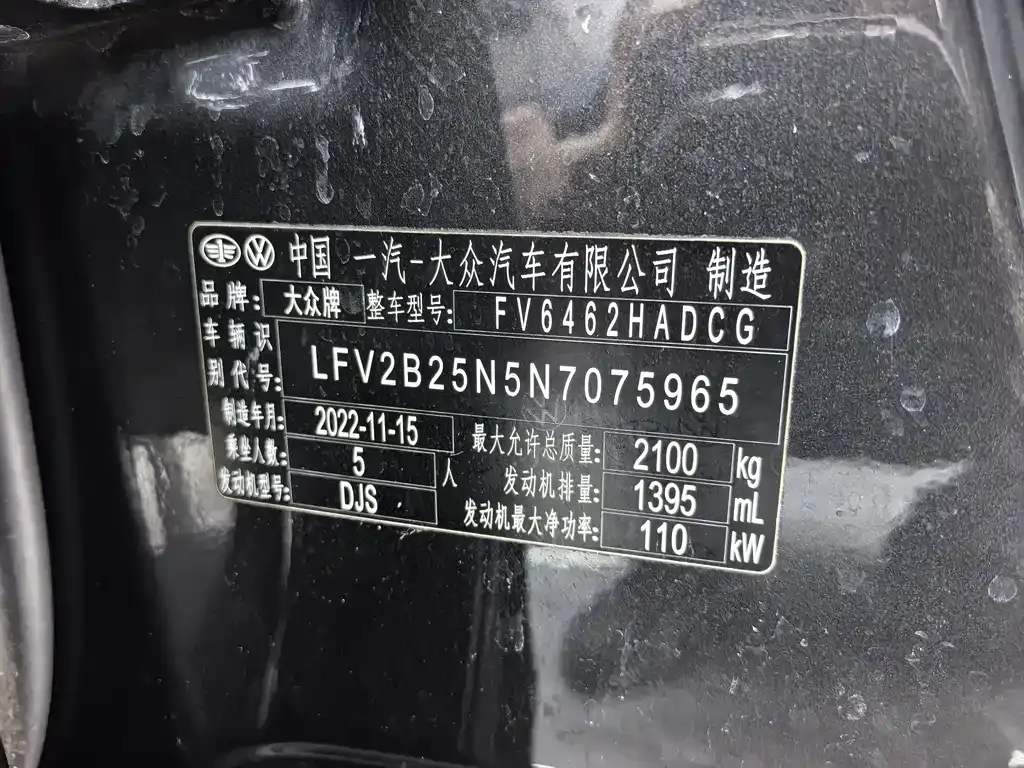 中国 一汽-大众汽车有限公司 制造
品牌: 大众牌 整车型号: FV6462HADCG
车辆识别代号: LFV2B25N5N7075965
制造年月: 2022-11-15 最大允许总质量: 2100 kg
乘坐人数: 5 人 发动机排量: 1395 mL
发动机型号: DJS 发动机最大净功率: 110 kW